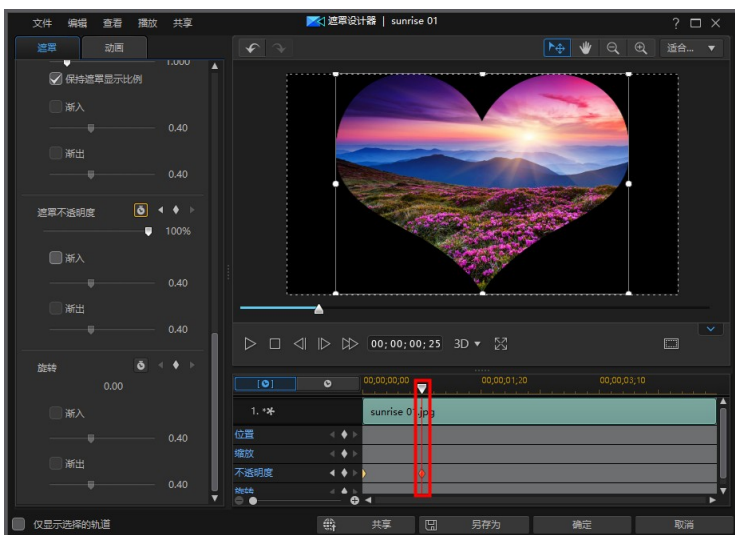 文件 编辑 查看 播放 共享 遮罩设计器 | sunrise 01
遮罩 动画 适合...
1.000
保持遮罩显示比例
渐入
0.40
渐出
0.40
遮罩不透明度
100%
渐入
0.40
渐出
0.40
00;00;00;25 3D
旋转
0.00
00;00;00;00 00;00;01;20 00;00;03;10
渐入
1. sunrise 01.jpg
0.40
位置
缩放
渐出
不透明度
0.40
旋转
仅显示选择的轨道 共享 另存为 确定 取消